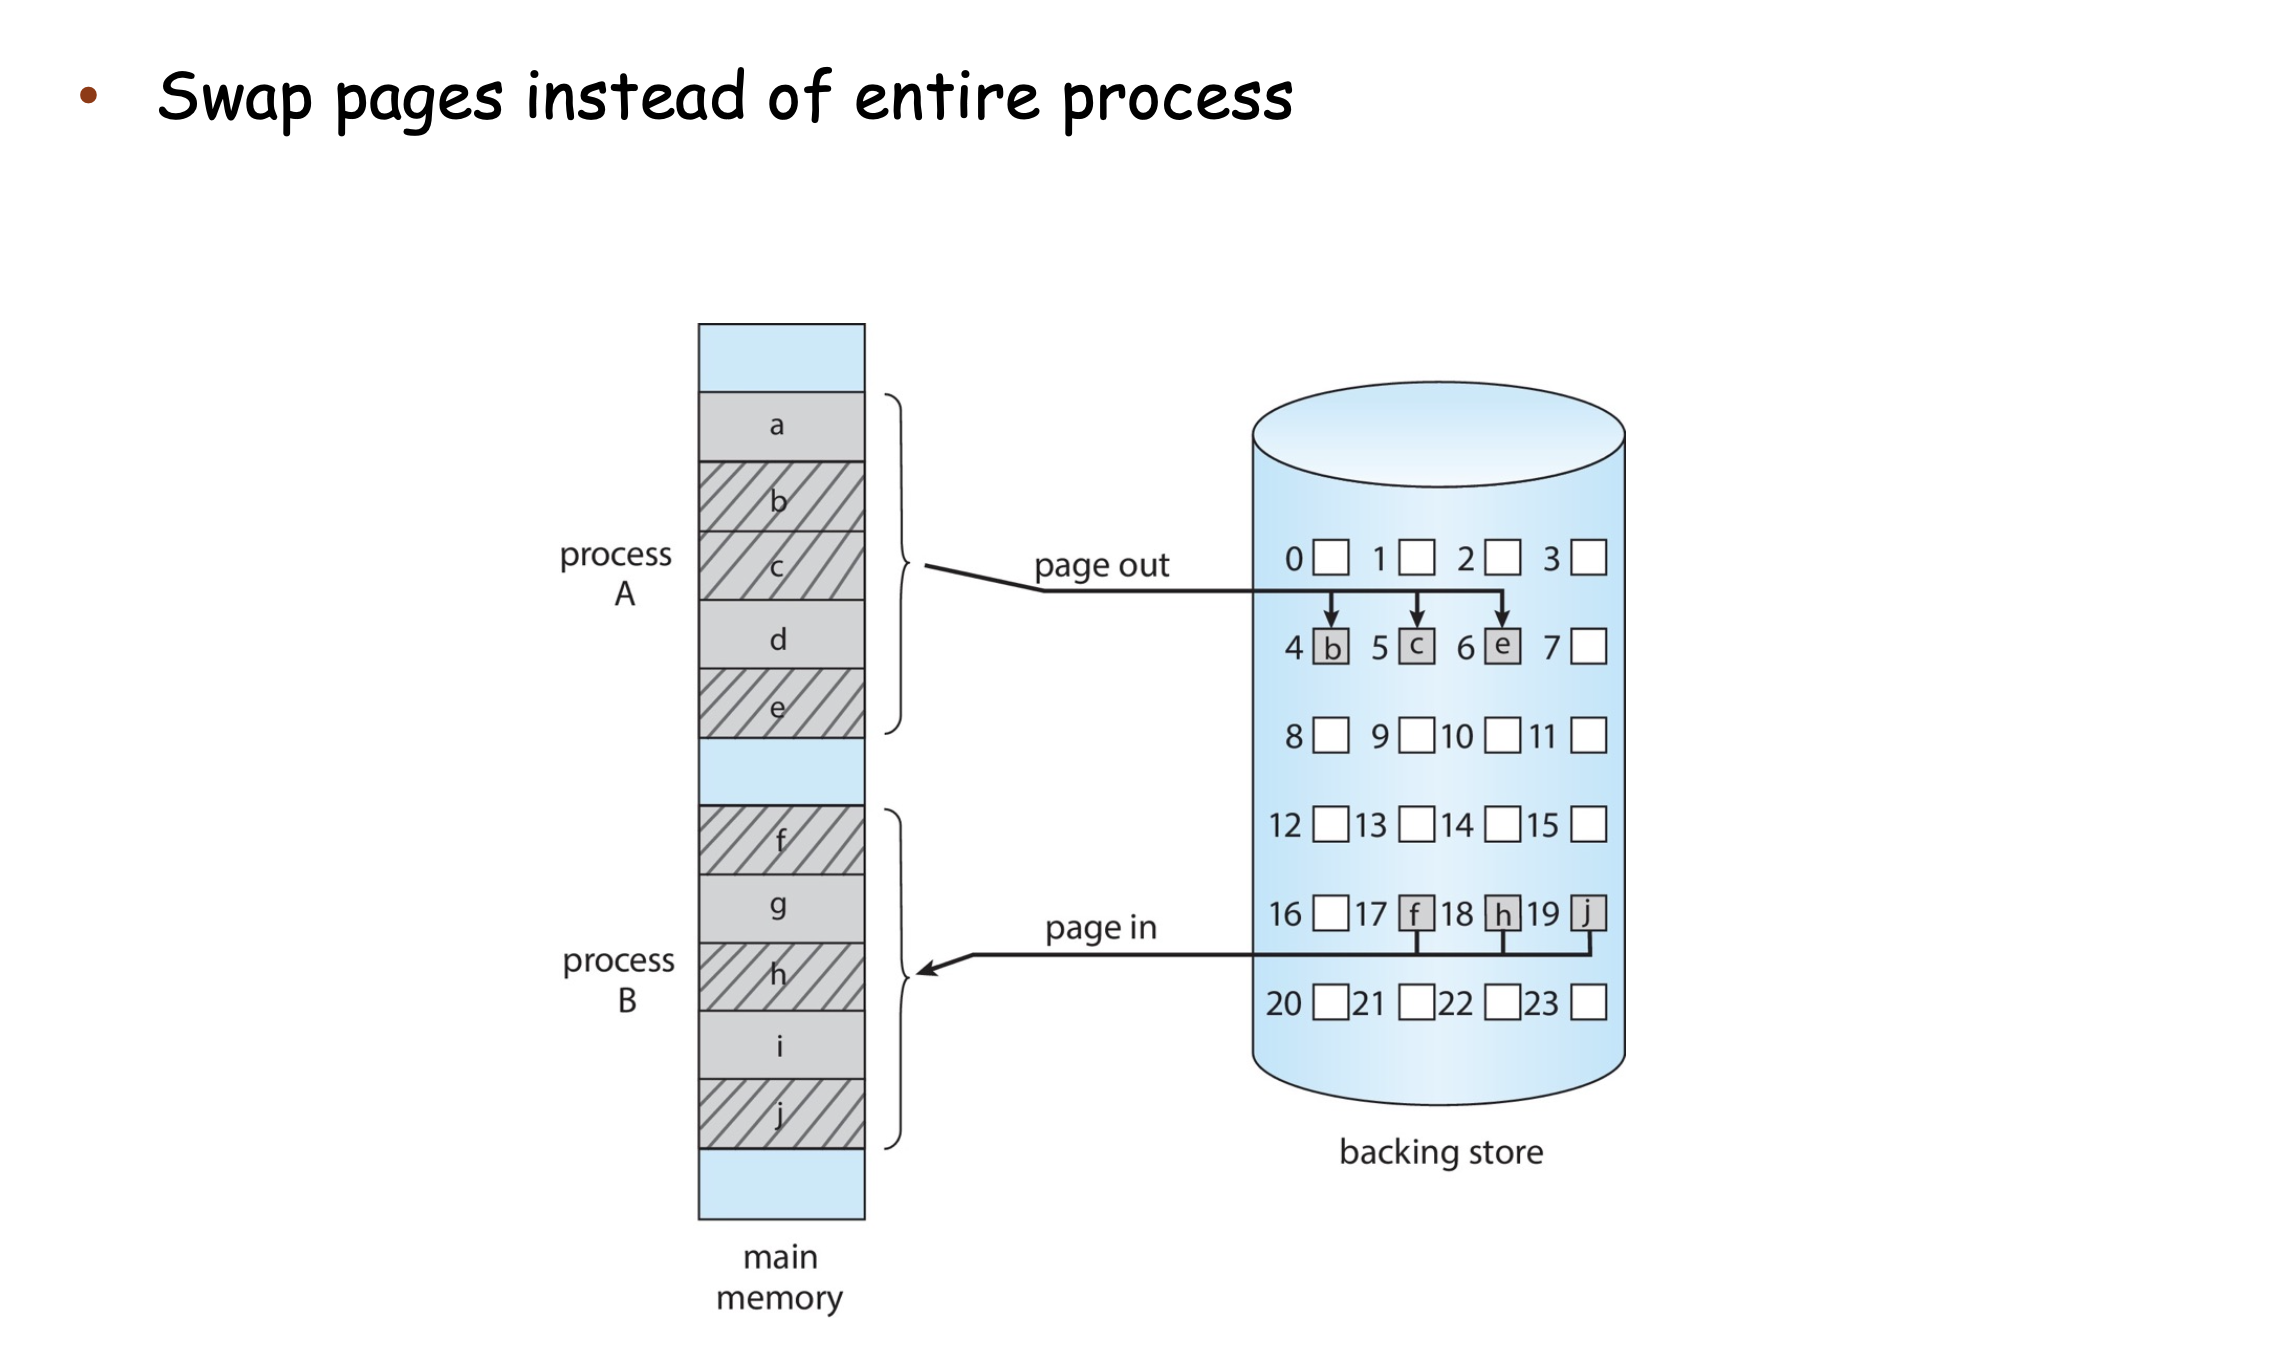 • Swap pages instead of entire process
a
b
c
d
e
f
g
h
i
j
process
A
process
B
main
memory
page out
page in
0 1 2 3
4 b 5 c 6 e 7
8 9 10 11
12 13 14 15
16 17 f 18 h 19 j
20 21 22 23
backing store